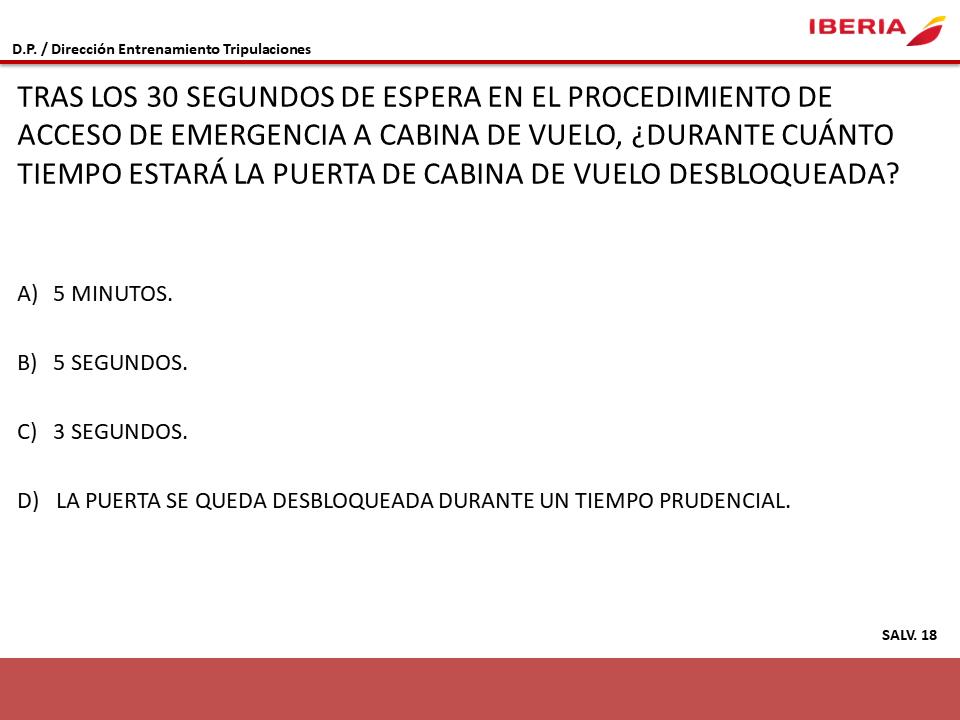 IBERIA
D.P. / Dirección Entrenamiento Tripulaciones
TRAS LOS 30 SEGUNDOS DE ESPERA EN EL PROCEDIMIENTO DE
ACCESO DE EMERGENCIA A CABINA DE VUELO, ¿DURANTE CUÁNTO
TIEMPO ESTARÁ LA PUERTA DE CABINA DE VUELO DESBLOQUEADA?
A) 5 MINUTOS.
B) 5 SEGUNDOS.
C) 3 SEGUNDOS.
D) LA PUERTA SE QUEDA DESBLOQUEADA DURANTE UN TIEMPO PRUDENCIAL.
SALV. 18